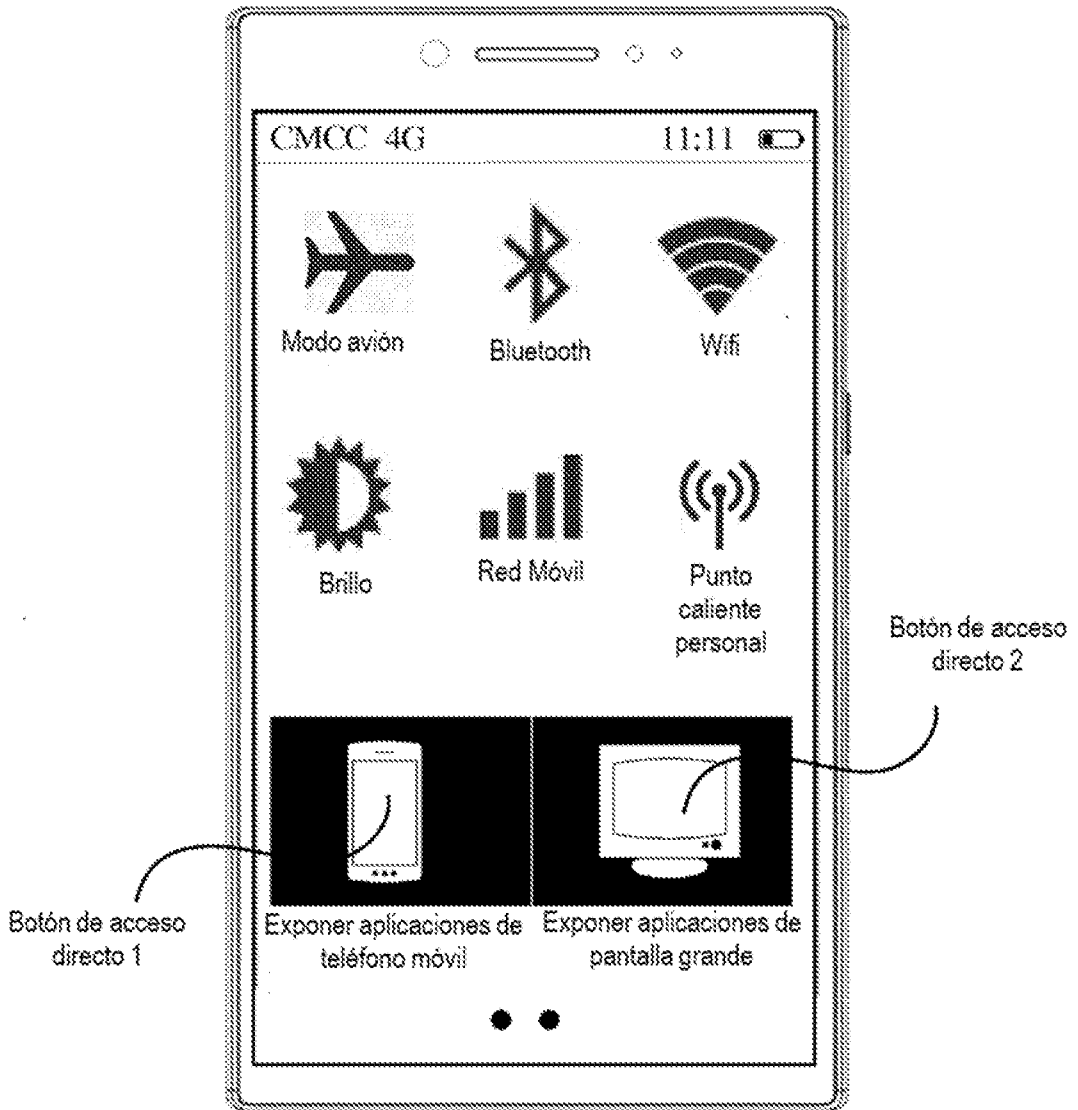 CMCC 4G 11:11
Modo avión
Bluetooth
Wifi
Brillo
Red Móvil
Punto
caliente
personal
Botón de acceso
directo 2
Botón de acceso
directo 1
Exponer aplicaciones de
teléfono móvil
Exponer aplicaciones de
pantalla grande